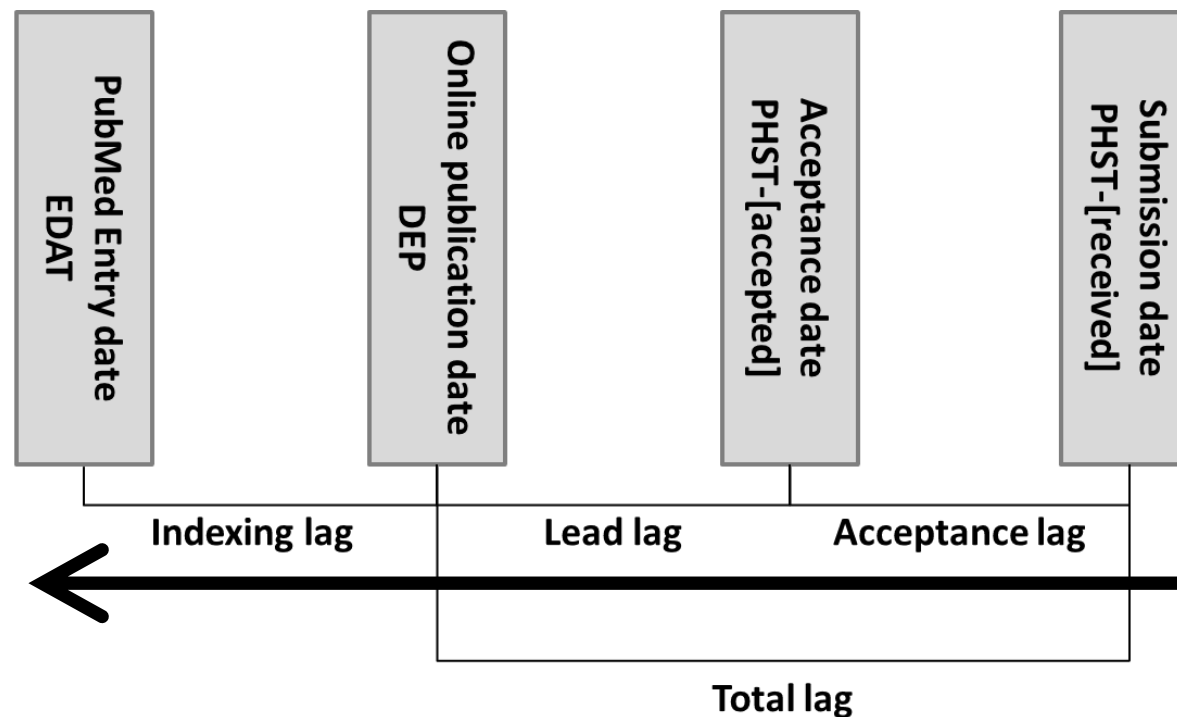 PubMed Entry date
EDAT
Online publication date
DEP
Acceptance date
PHST-[accepted]
Submission date
PHST-[received]
Indexing lag
Lead lag
Acceptance lag
Total lag